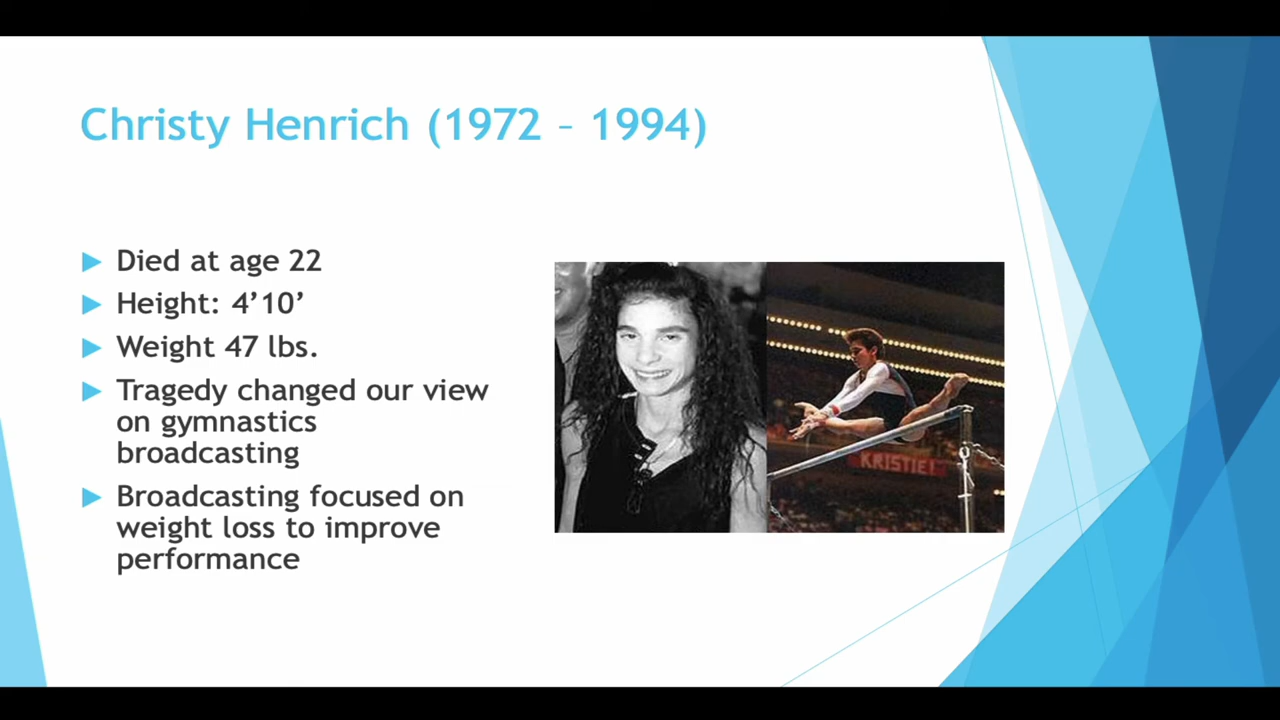 Christy Henrich (1972 – 1994)
Died at age 22
Height: 4’10’
Weight 47 lbs.
Tragedy changed our view
on gymnastics
broadcasting
Broadcasting focused on
weight loss to improve
performance
KRISTIE!